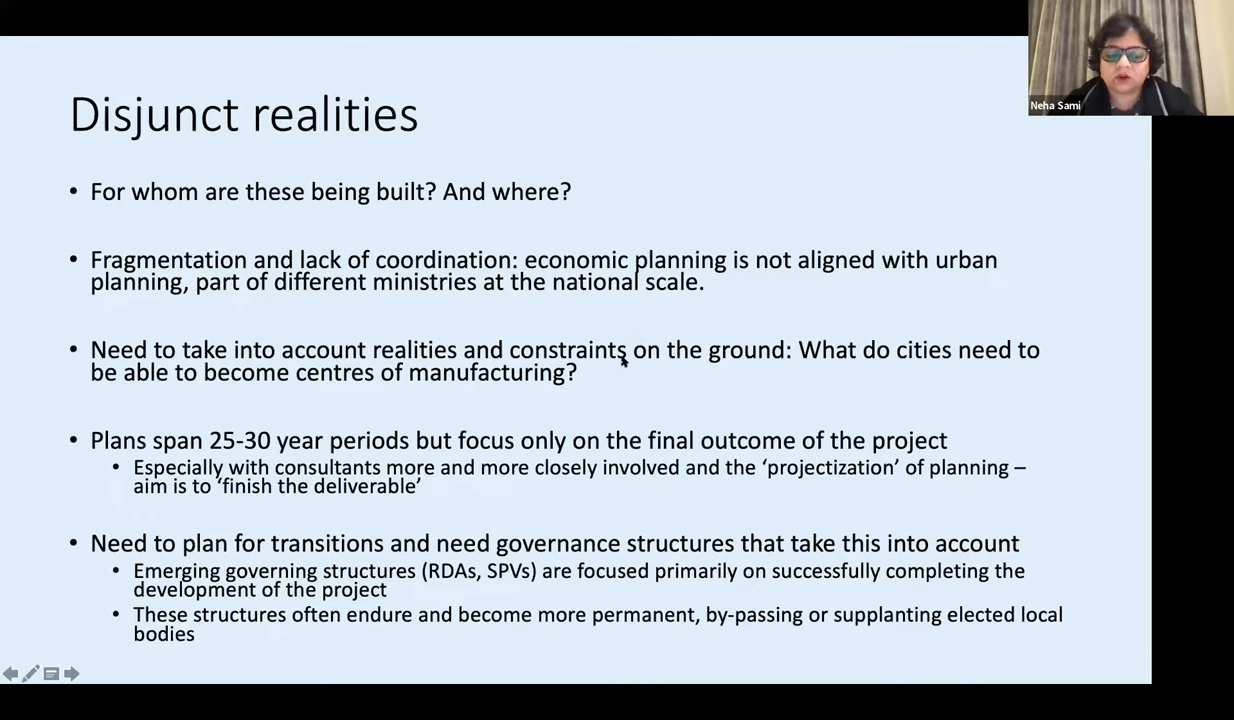 Neha Sami
Disjunct realities
• For whom are these being built? And where?
• Fragmentation and lack of coordination: economic planning is not aligned with urban
planning, part of different ministries at the national scale.
• Need to take into account realities and constraints on the ground: What do cities need to
be able to become centres of manufacturing?
• Plans span 25-30 year periods but focus only on the final outcome of the project
• Especially with consultants more and more closely involved and the ‘projectization’ of planning –
aim is to ‘finish the deliverable’
• Need to plan for transitions and need governance structures that take this into account
• Emerging governing structures (RDAs, SPVs) are focused primarily on successfully completing the
development of the project
• These structures often endure and become more permanent, by-passing or supplanting elected local
bodies